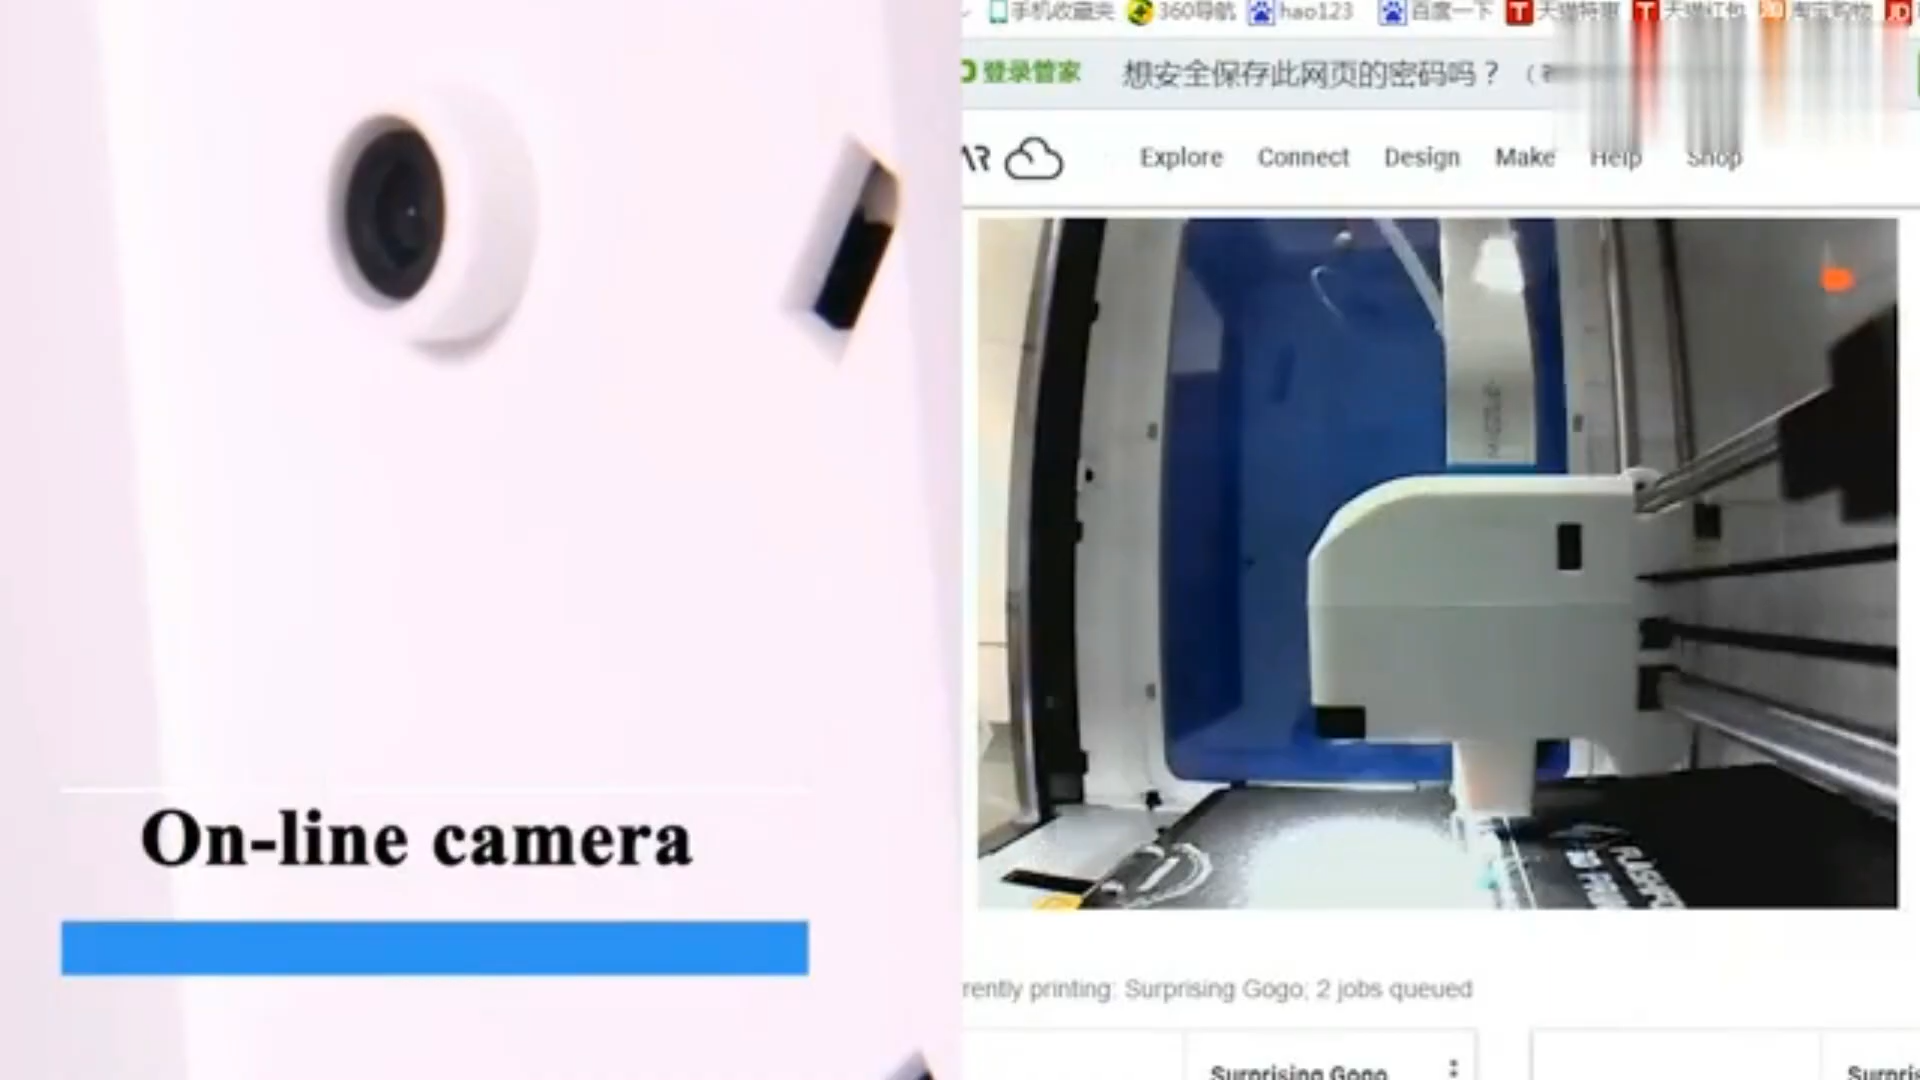 On-line camera
手机收藏夹 360导航 hao123 百度一下 天猫特惠 天猫红包 淘宝购物 JD
登录管家 想安全保存此网页的密码吗？
Explore Connect Design Make Help Shop
rently printing: Surprising Gogo; 2 jobs queued
Surprising Gogo